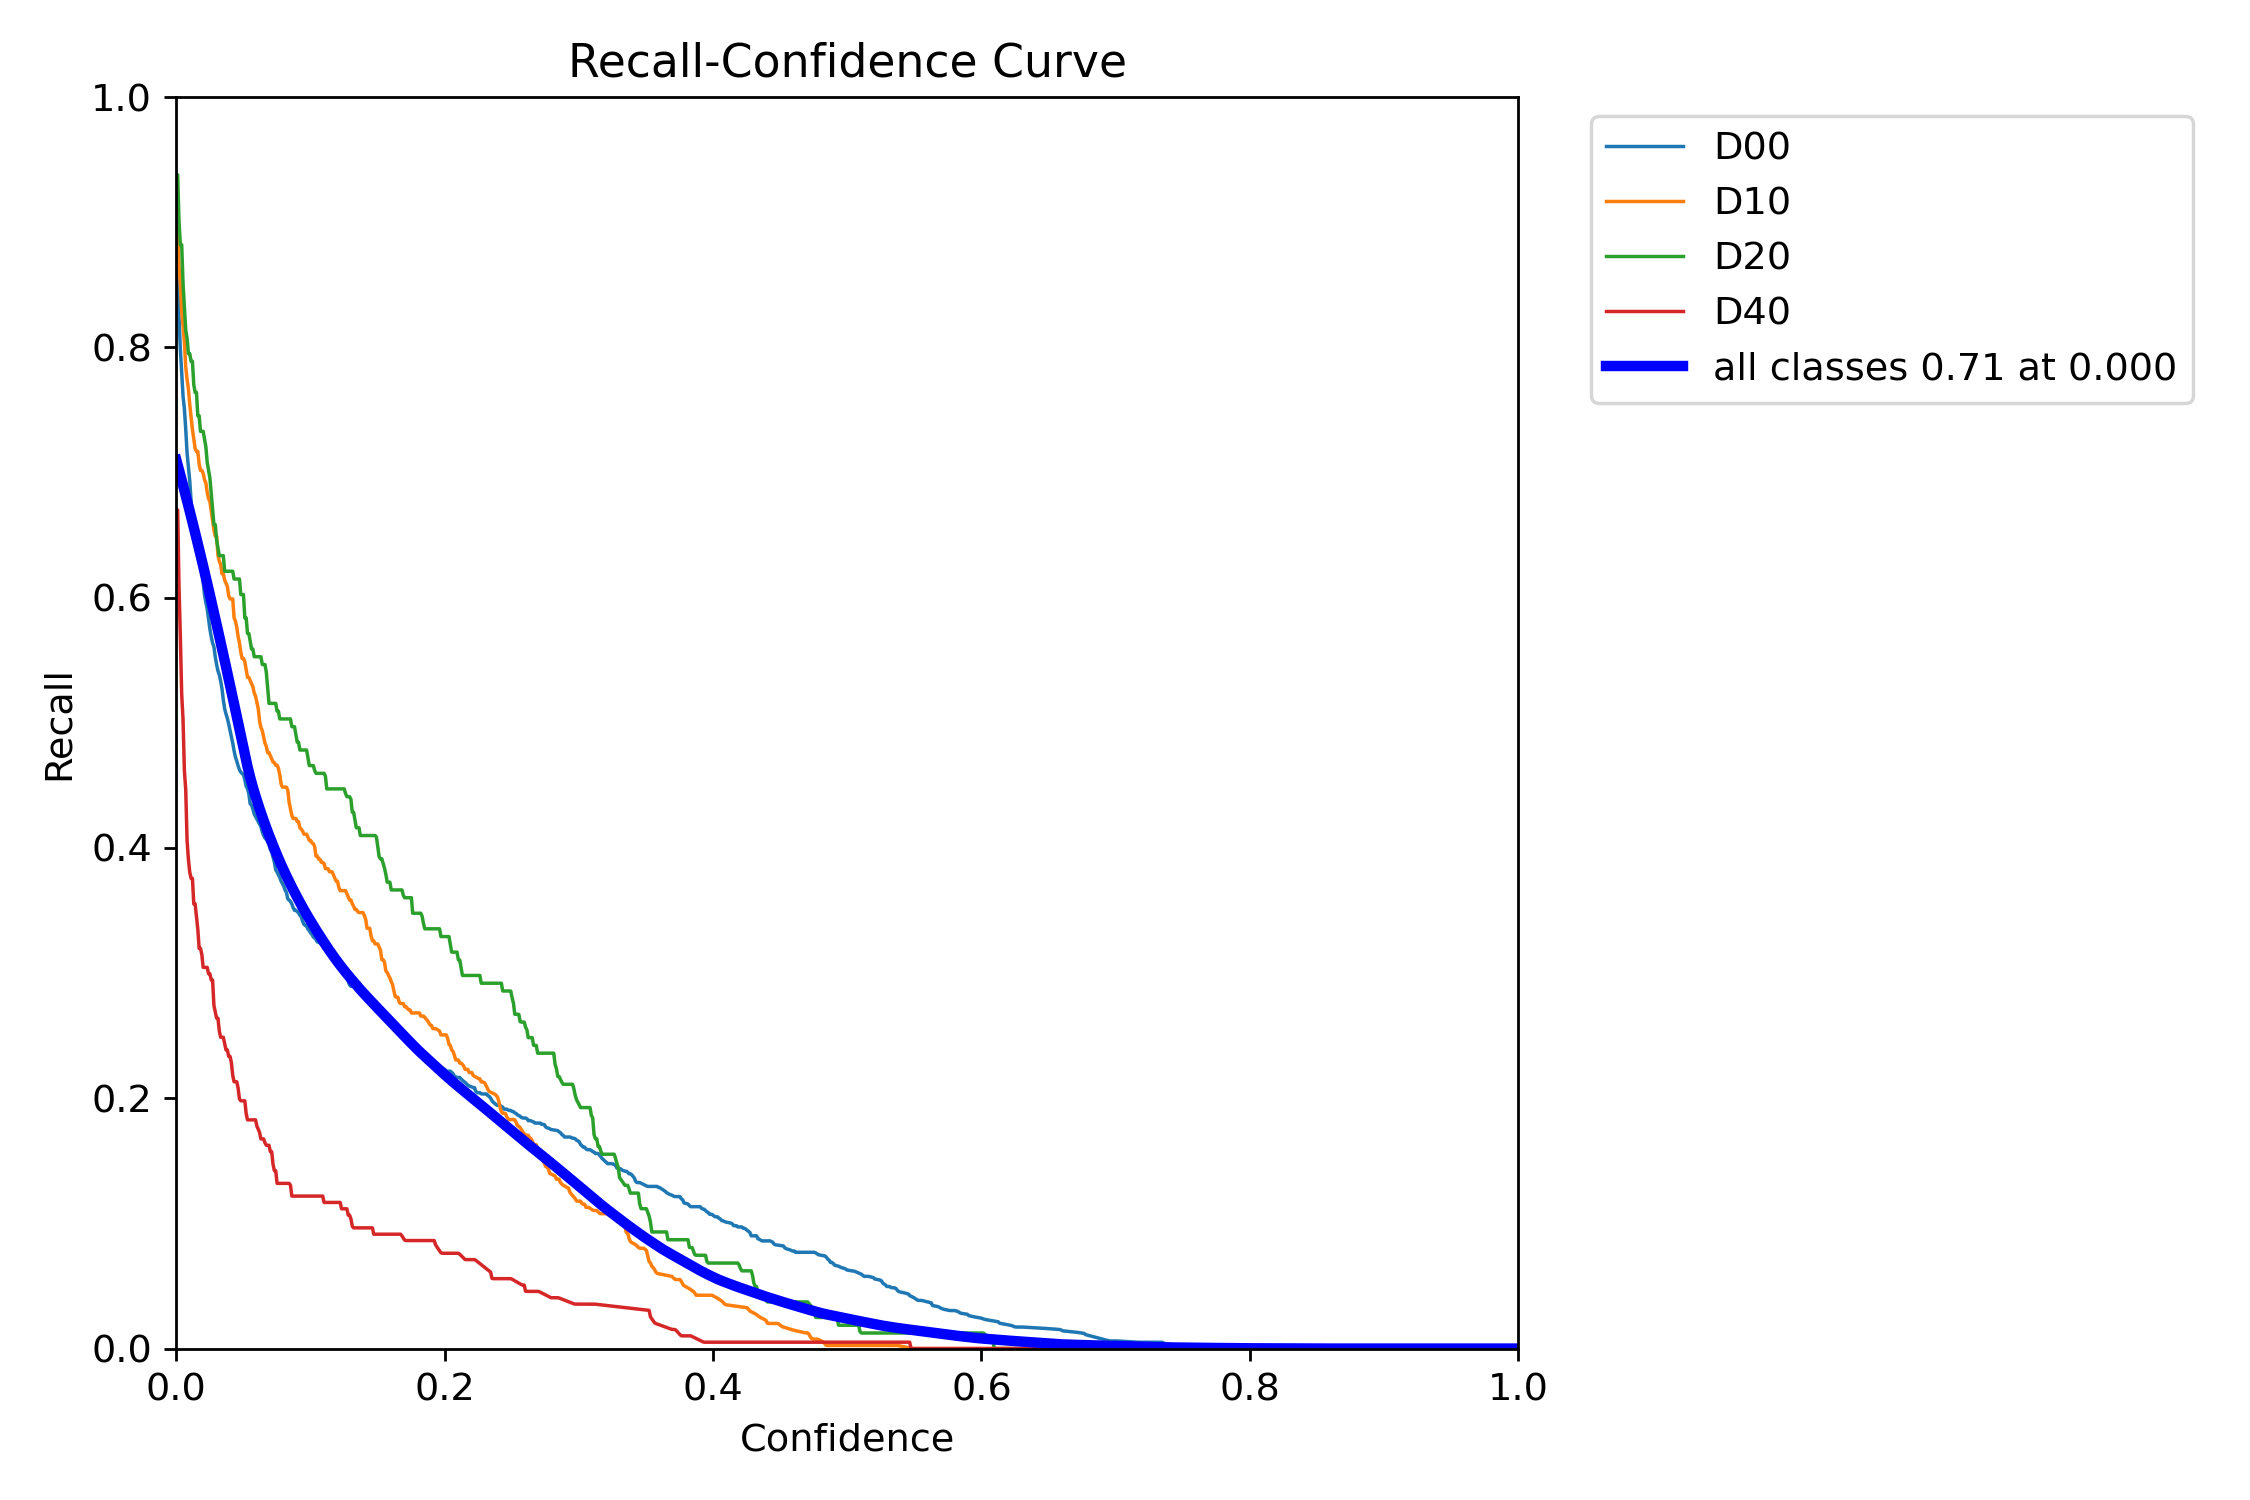 Recall-Confidence Curve
1.0
0.8
0.6
0.4
0.2
0.0
Recall
0.0 0.2 0.4 0.6 0.8 1.0
Confidence
D00
D10
D20
D40
all classes 0.71 at 0.000